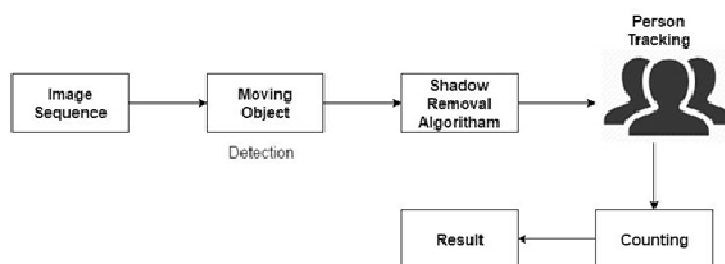 Person
Tracking
Image
Sequence
Moving
Object
Detection
Shadow
Removal
Algoritham
Counting
Result